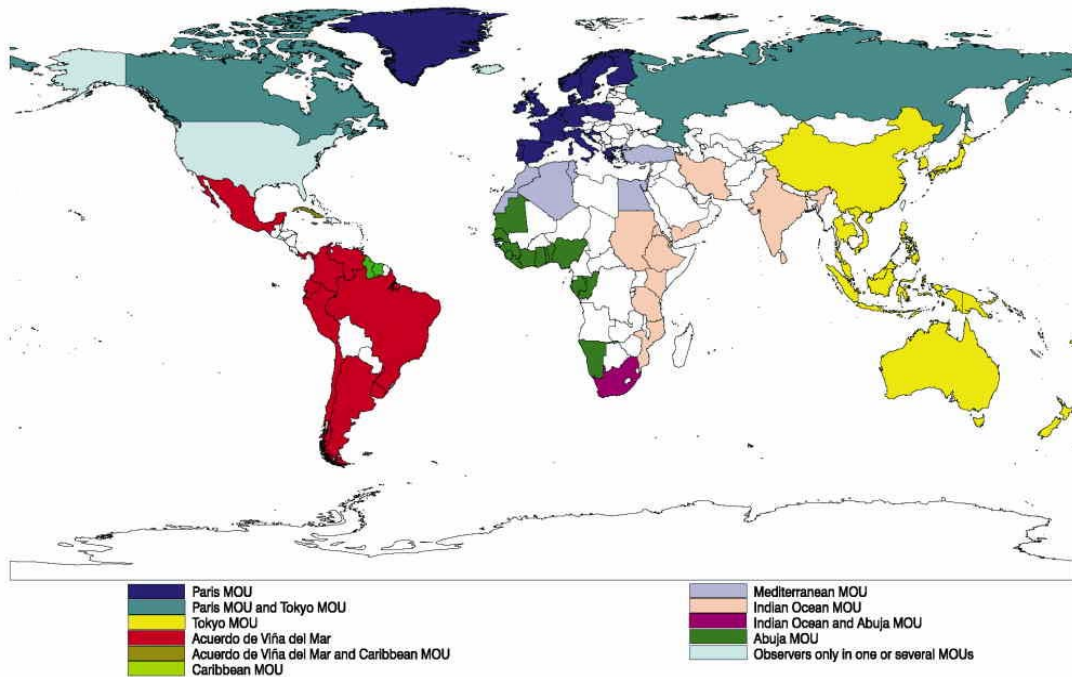 Paris MOU
Paris MOU and Tokyo MOU
Tokyo MOU
Acuerdo de Viña del Mar
Acuerdo de Viña del Mar and Caribbean MOU
Caribbean MOU
Mediterranean MOU
Indian Ocean MOU
Indian Ocean and Abuja MOU
Abuja MOU
Observers only in one or several MOUs